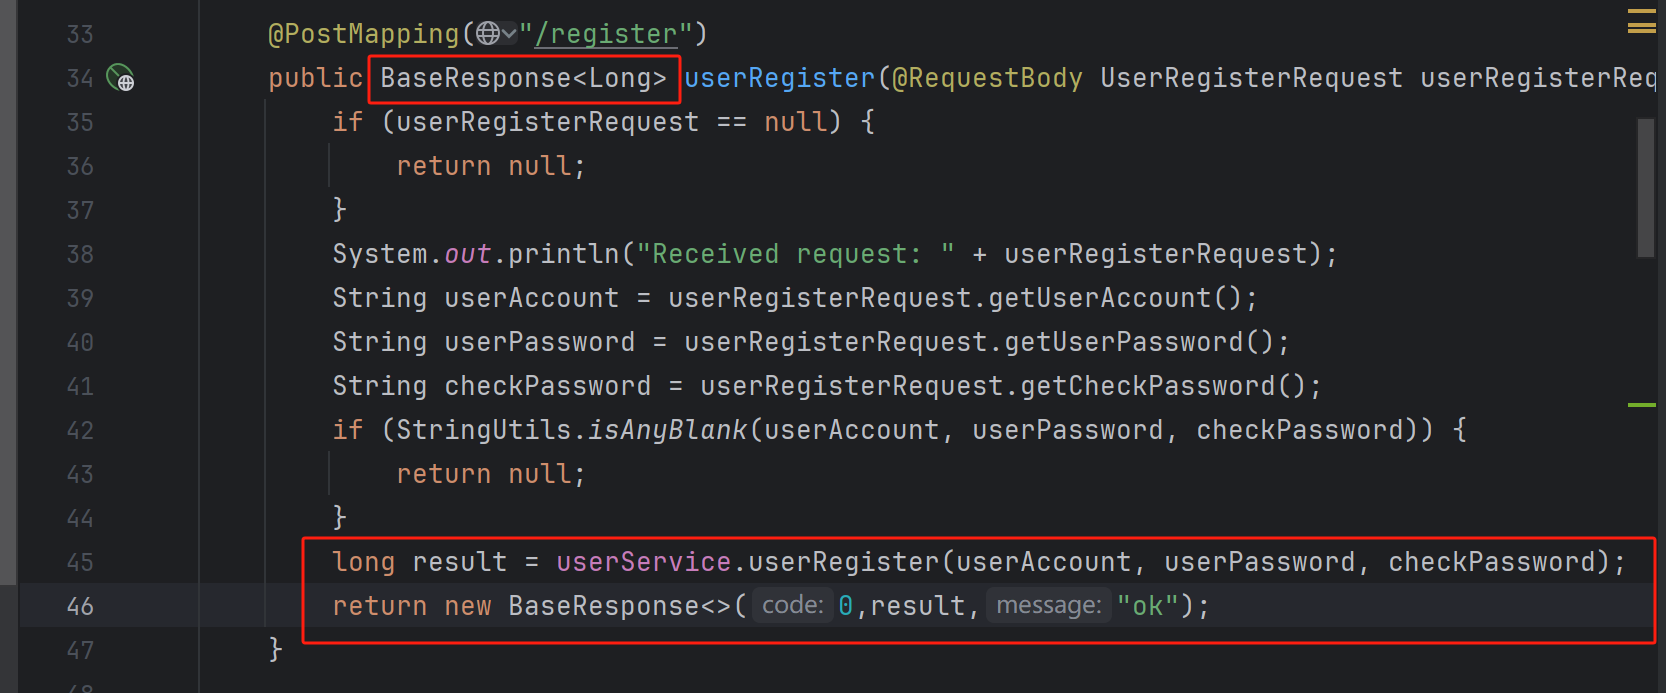 33 @PostMapping("/register")
34 public BaseResponse<Long> userRegister(@RequestBody UserRegisterRequest userRegisterReq
35 if (userRegisterRequest == null) {
36 return null;
37 }
38 System.out.println("Received request: " + userRegisterRequest);
39 String userAccount = userRegisterRequest.getUserAccount();
40 String userPassword = userRegisterRequest.getUserPassword();
41 String checkPassword = userRegisterRequest.getCheckPassword();
42 if (StringUtils.isAnyBlank(userAccount, userPassword, checkPassword)) {
43 return null;
44 }
45 long result = userService.userRegister(userAccount, userPassword, checkPassword);
46 return new BaseResponse<>( code: 0,result, message: "ok");
47 }
48